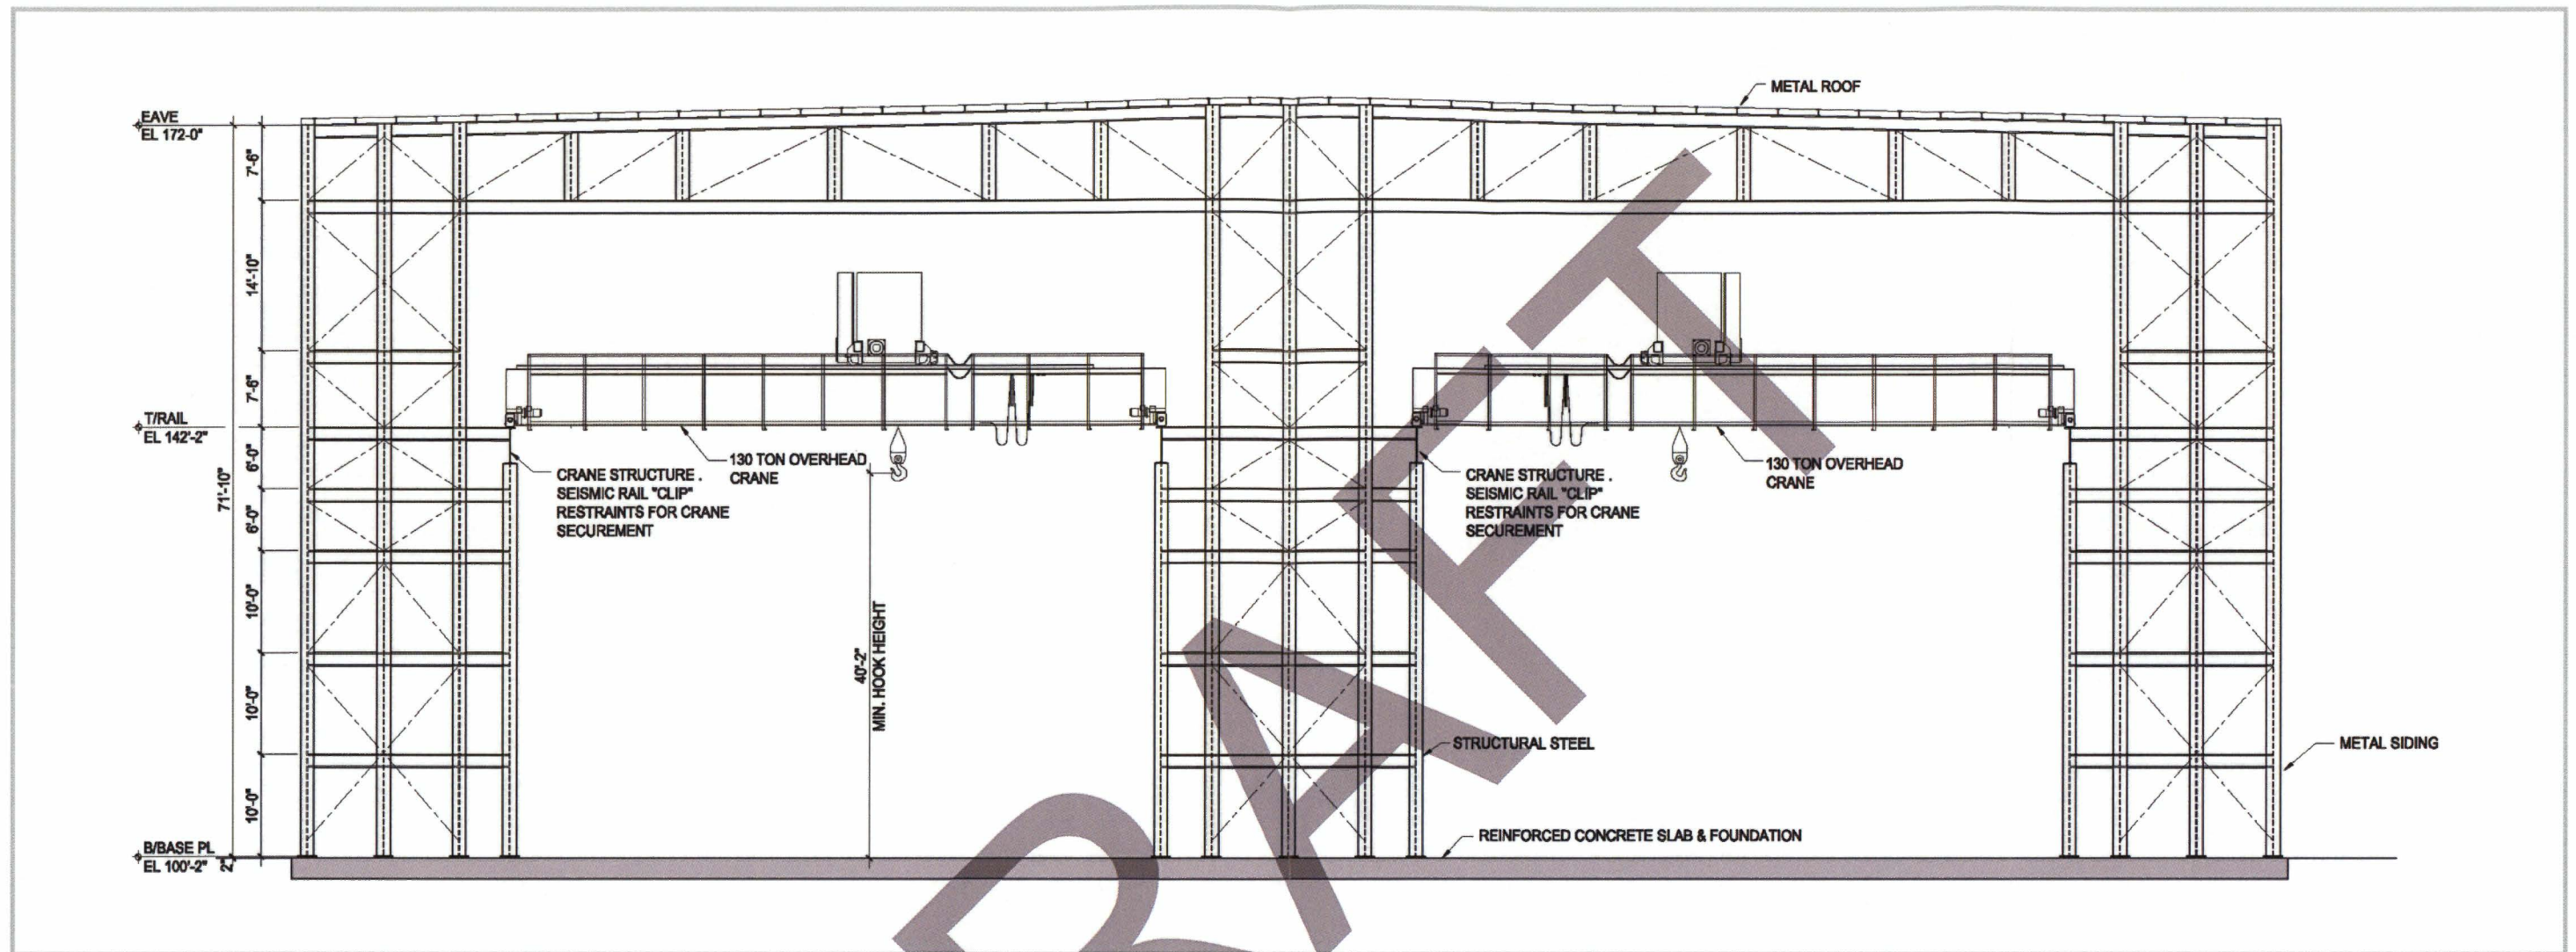 METAL ROOF
EAVE
EL 172'-0"
7'-6"
14'-10"
7'-6"
T/RAIL
EL 142'-2"
6'-0"
71'-10"
6'-0"
10'-0"
10'-0"
10'-0"
B/BASE PL
EL 100'-2"
2"
CRANE STRUCTURE .
SEISMIC RAIL "CLIP"
RESTRAINTS FOR CRANE
SECUREMENT
130 TON OVERHEAD
CRANE
40'-2"
MIN. HOOK HEIGHT
CRANE STRUCTURE .
SEISMIC RAIL "CLIP"
RESTRAINTS FOR CRANE
SECUREMENT
130 TON OVERHEAD
CRANE
STRUCTURAL STEEL
METAL SIDING
REINFORCED CONCRETE SLAB & FOUNDATION
RAFT